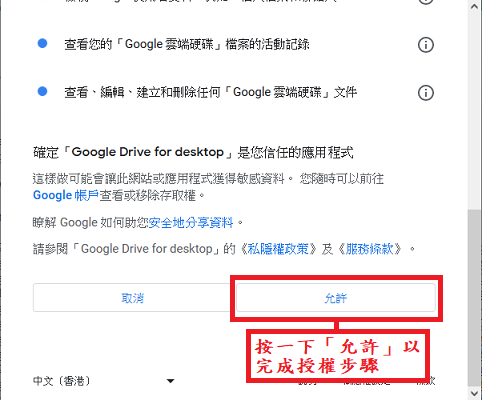 查看您的「Google 雲端硬碟」檔案的活動記錄
查看、編輯、建立和刪除任何「Google 雲端硬碟」文件
確定「Google Drive for desktop」是您信任的應用程式
這樣做可能會讓此網站或應用程式獲得敏感資料。 您隨時可以前往
Google 帳戶查看或移除存取權。
瞭解 Google 如何助您安全地分享資料。
請參閱「Google Drive for desktop」的《私隱權政策》及《服務條款》。
取消
允許
按一下「允許」以
完成授權步驟
中文（香港）